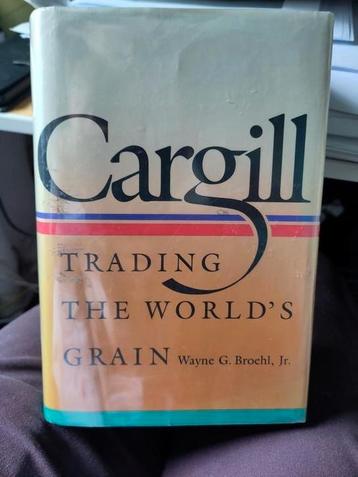 Cargill
TRADING
THE WORLD'S
GRAIN Wayne G. Broehl, Jr.